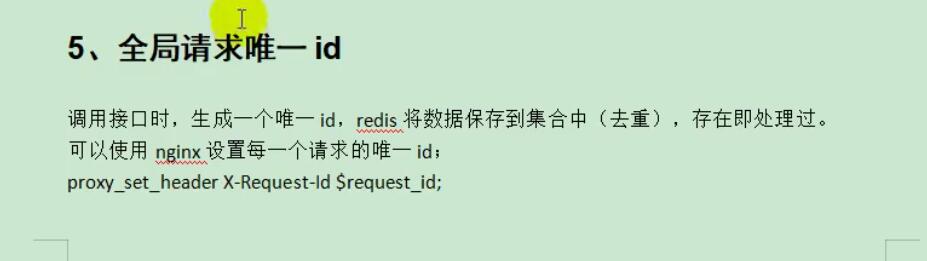 5、全局请求唯一 id
调用接口时，生成一个唯一 id，redis 将数据保存到集合中（去重），存在即处理过。
可以使用 nginx 设置每一个请求的唯一 id；
proxy_set_header X-Request-Id $request_id;